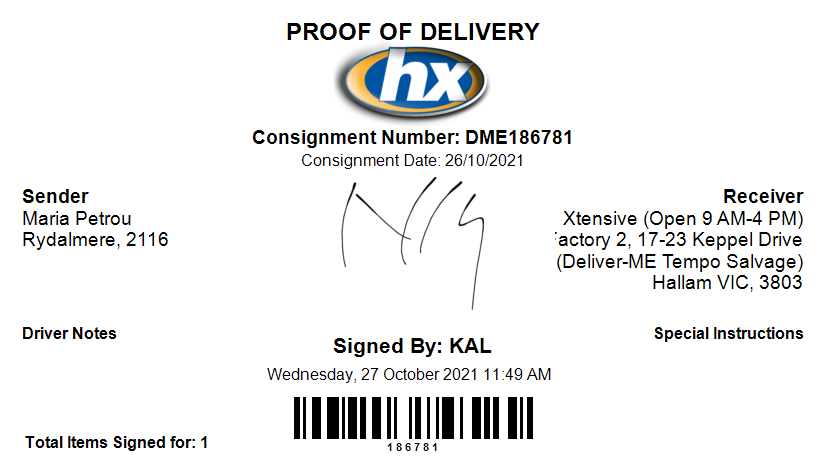 PROOF OF DELIVERY
hx
Consignment Number: DME186781
Consignment Date: 26/10/2021
Sender
Maria Petrou
Rydalmere, 2116
Receiver
Xtensive (Open 9 AM-4 PM)
actory 2, 17-23 Keppel Drive
(Deliver-ME Tempo Salvage)
Hallam VIC, 3803
Driver Notes
Special Instructions
Signed By: KAL
Wednesday, 27 October 2021 11:49 AM
186781
Total Items Signed for: 1